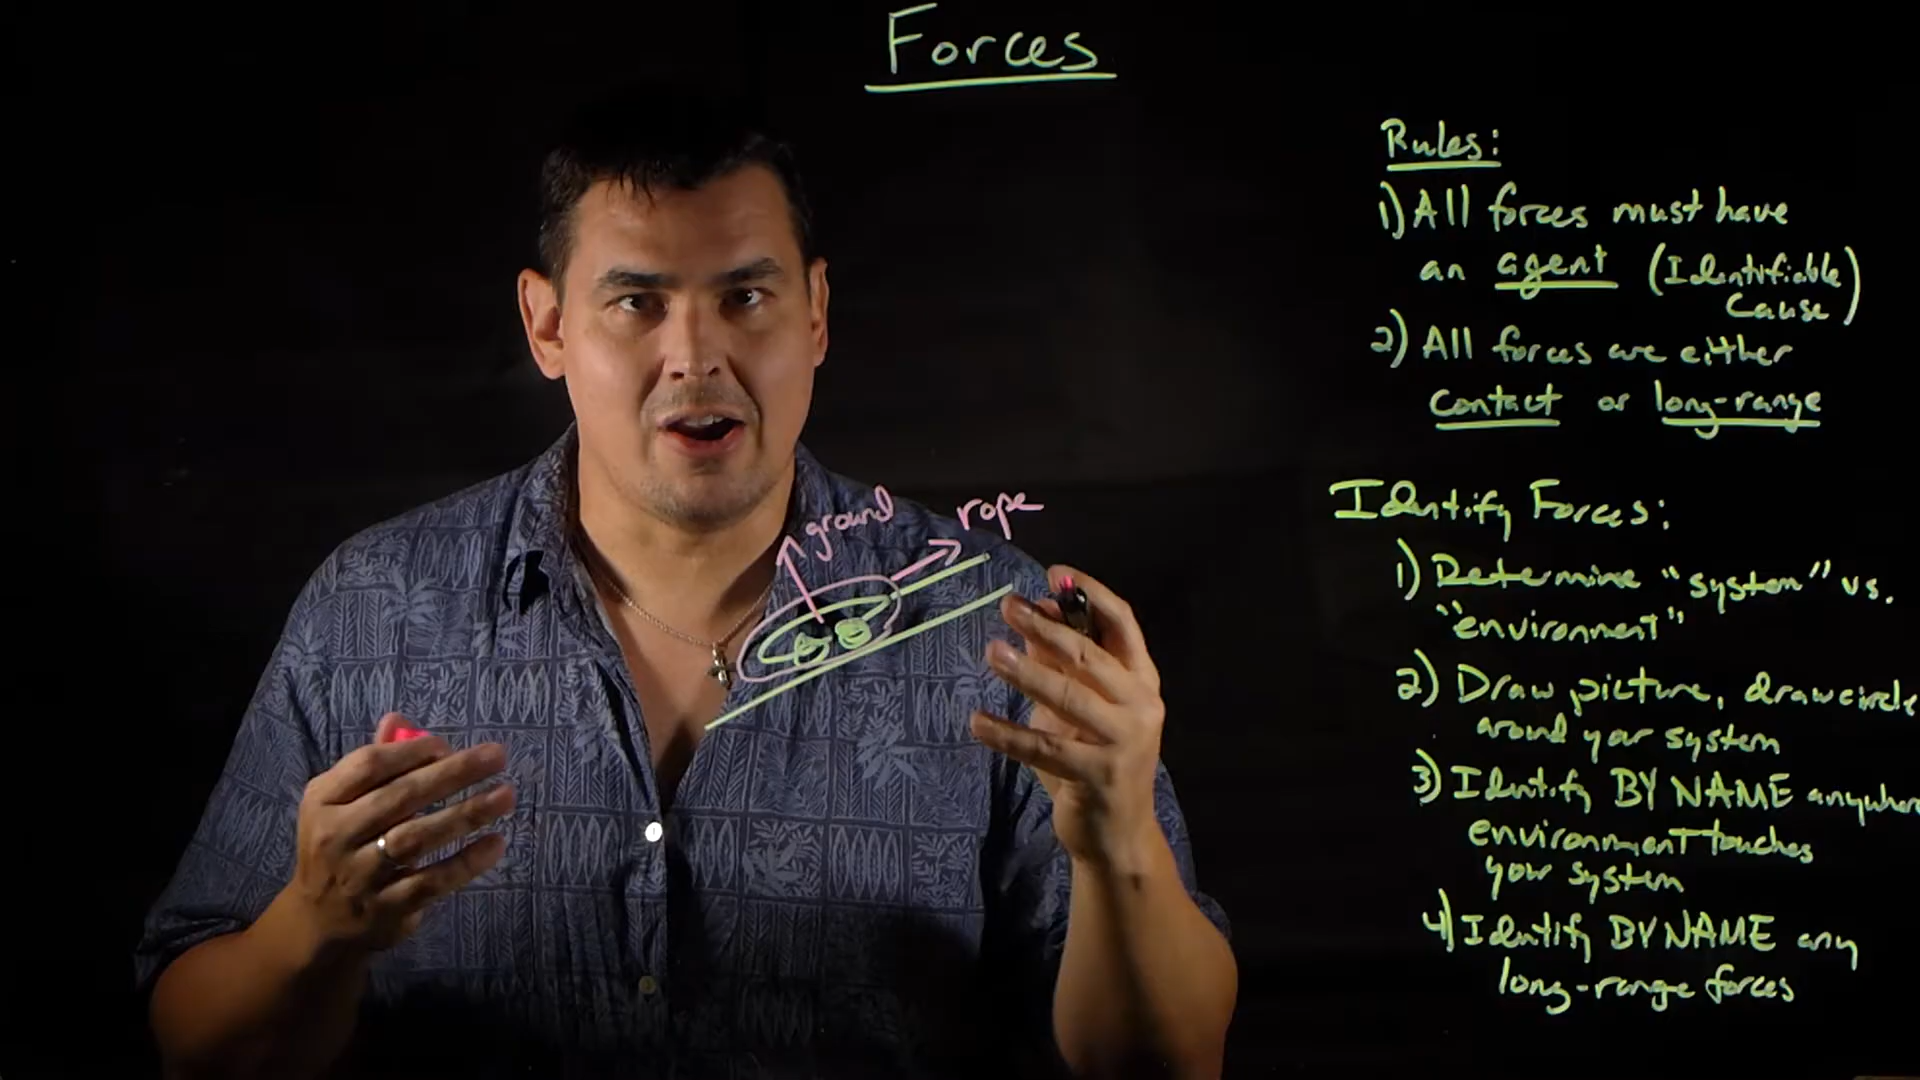 Forces
Rules:
1) All forces must have
an agent (Identifiable
Cause)
2) All forces are either
Contact or long-range
ground
rope
Identify Forces:
1) Determine "system" vs.
"environment"
2) Draw picture, draw circle
around your system
3) Identify BY NAME anywhere
environment touches
your system
4) Identify BY NAME any
long-range forces